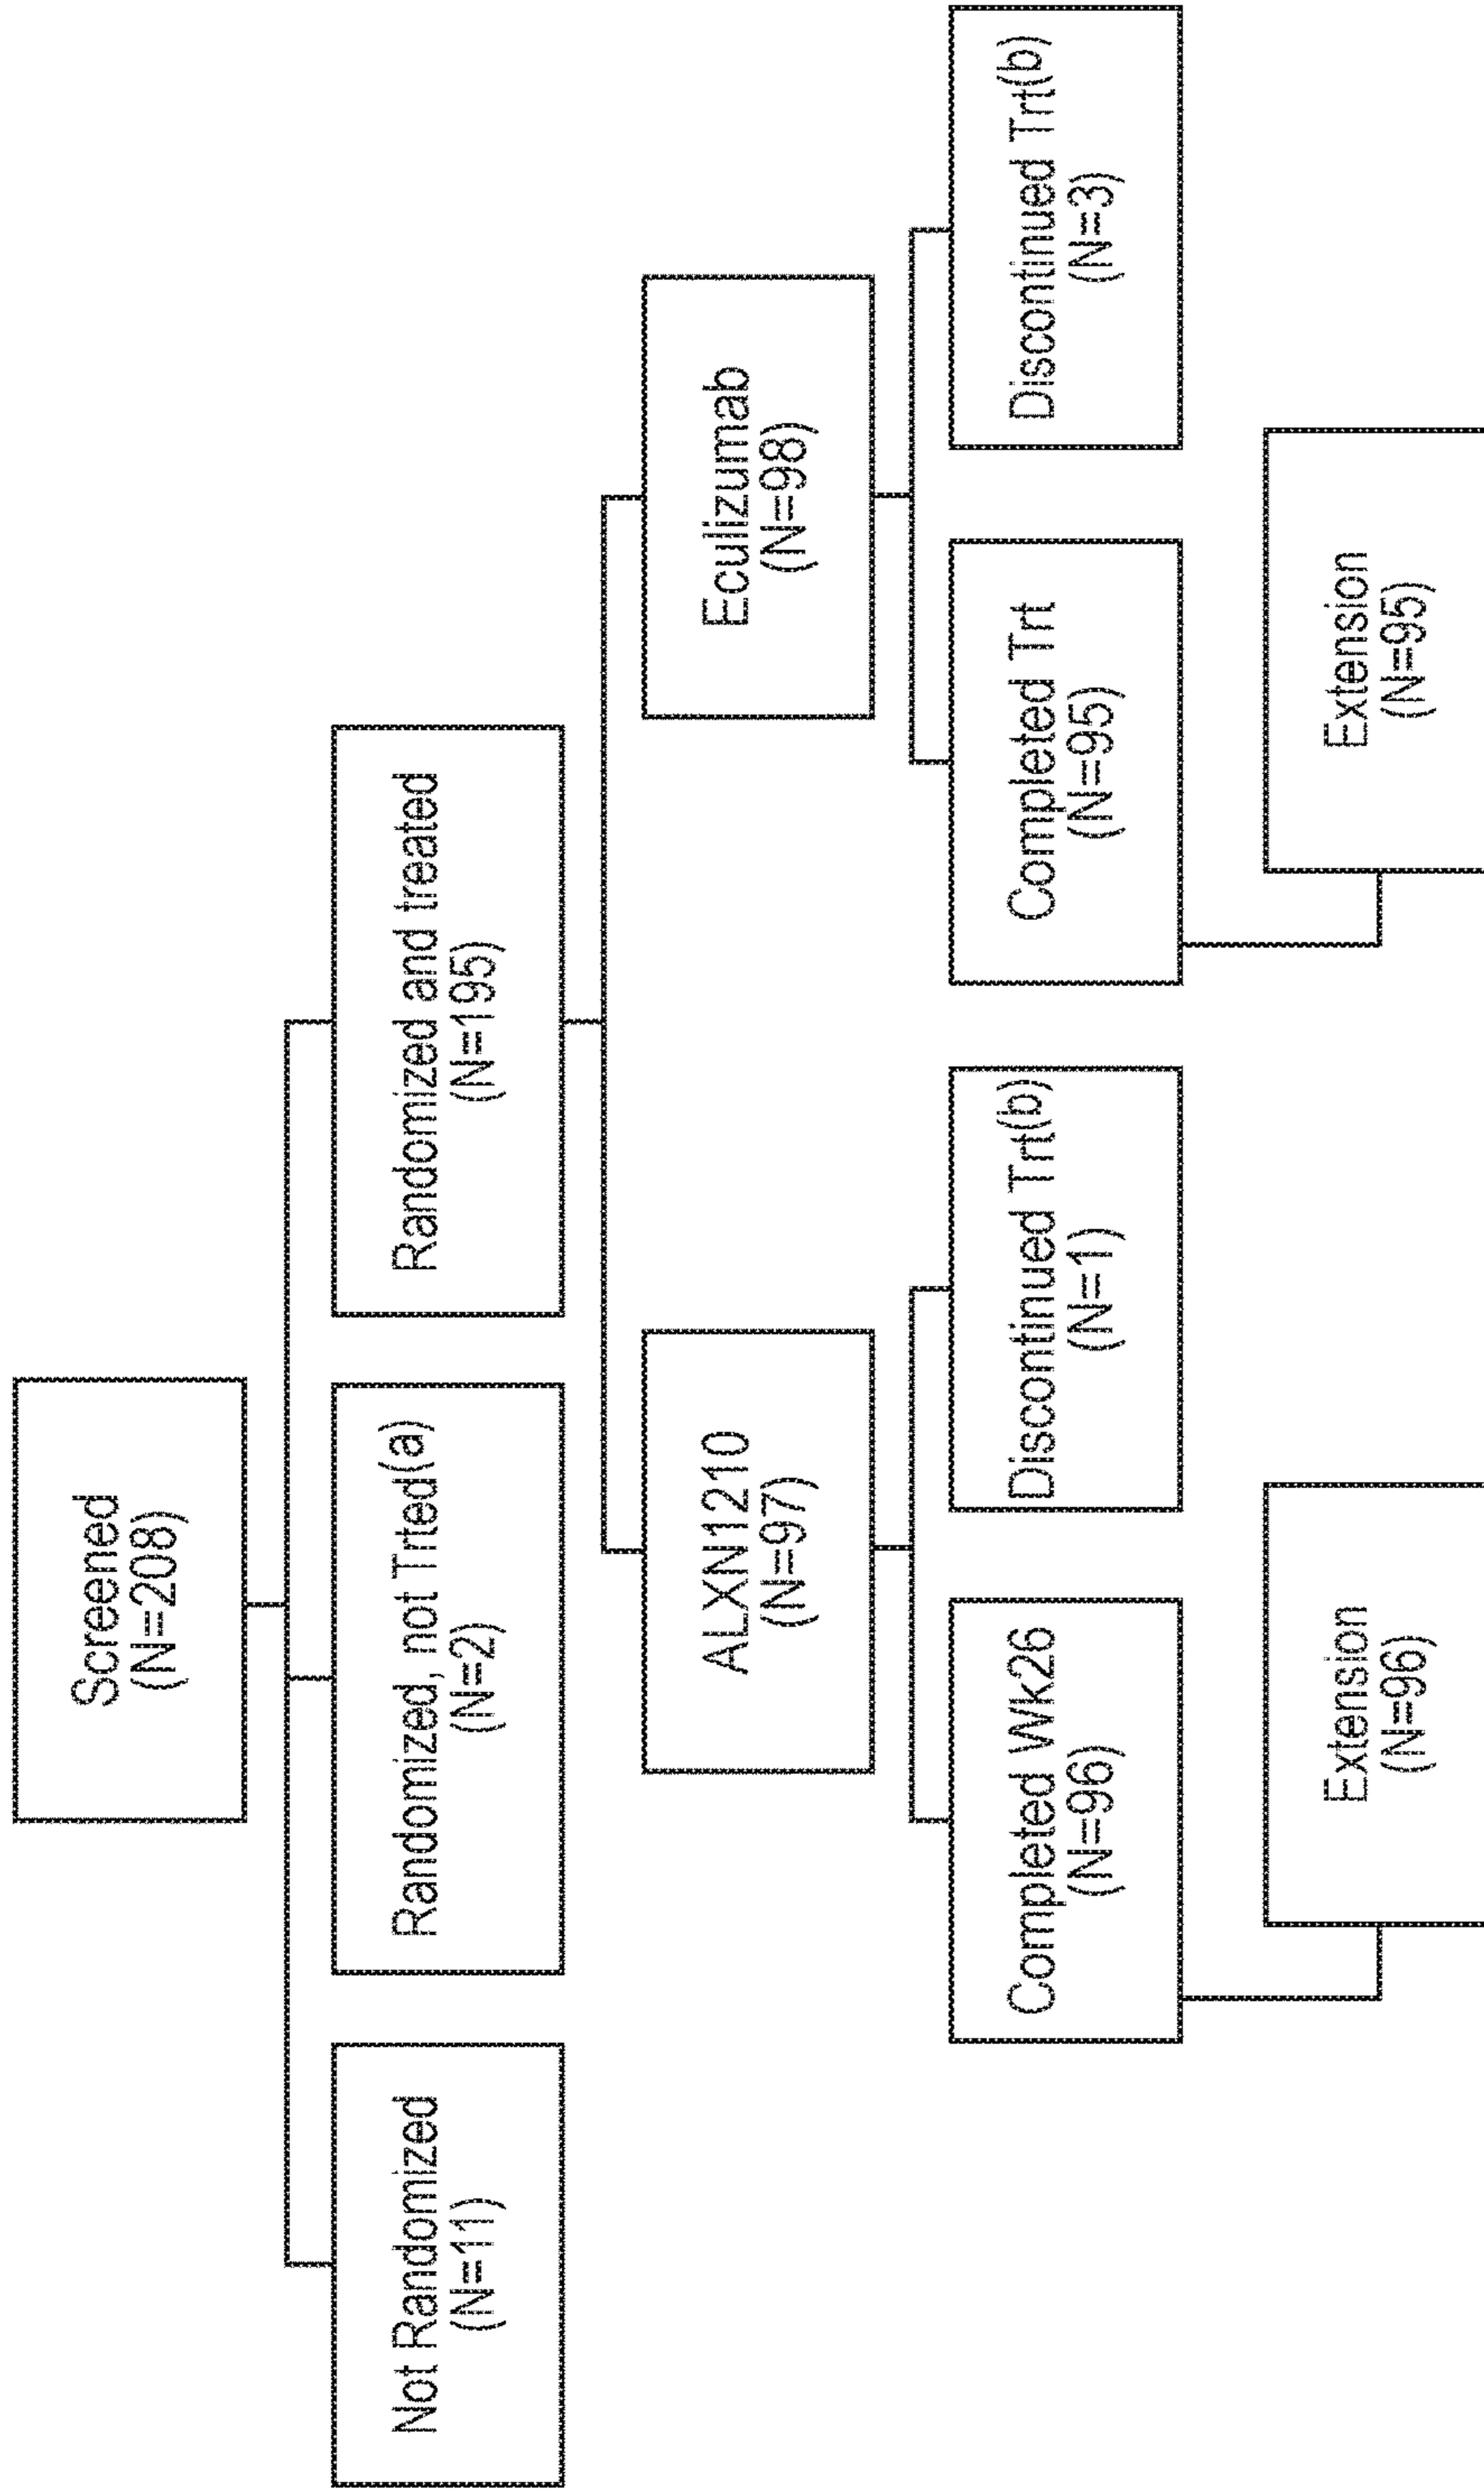 Screened
(N=208)
Not Randomized
(N=11)
Randomized, not Trted(a)
(N=2)
Randomized and treated
(N=195)
ALXN1210
(N=97)
Eculizumab
(N=98)
Completed Wk26
(N=96)
Discontinued Trt(b)
(N=1)
Completed Trt
(N=95)
Discontinued Trt(b)
(N=3)
Extension
(N=96)
Extension
(N=95)